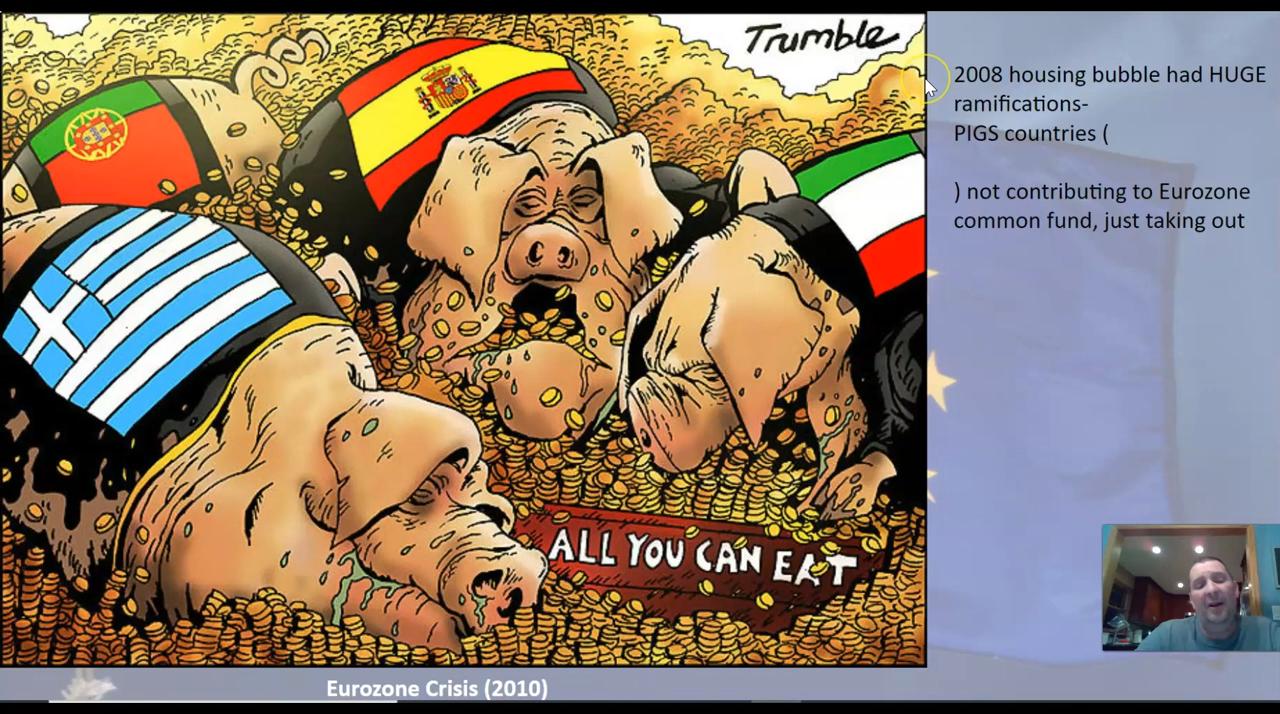 Trumble
2008 housing bubble had HUGE
ramifications-
PIGS countries (
) not contributing to Eurozone
common fund, just taking out
ALL YOU CAN EAT
Eurozone Crisis (2010)